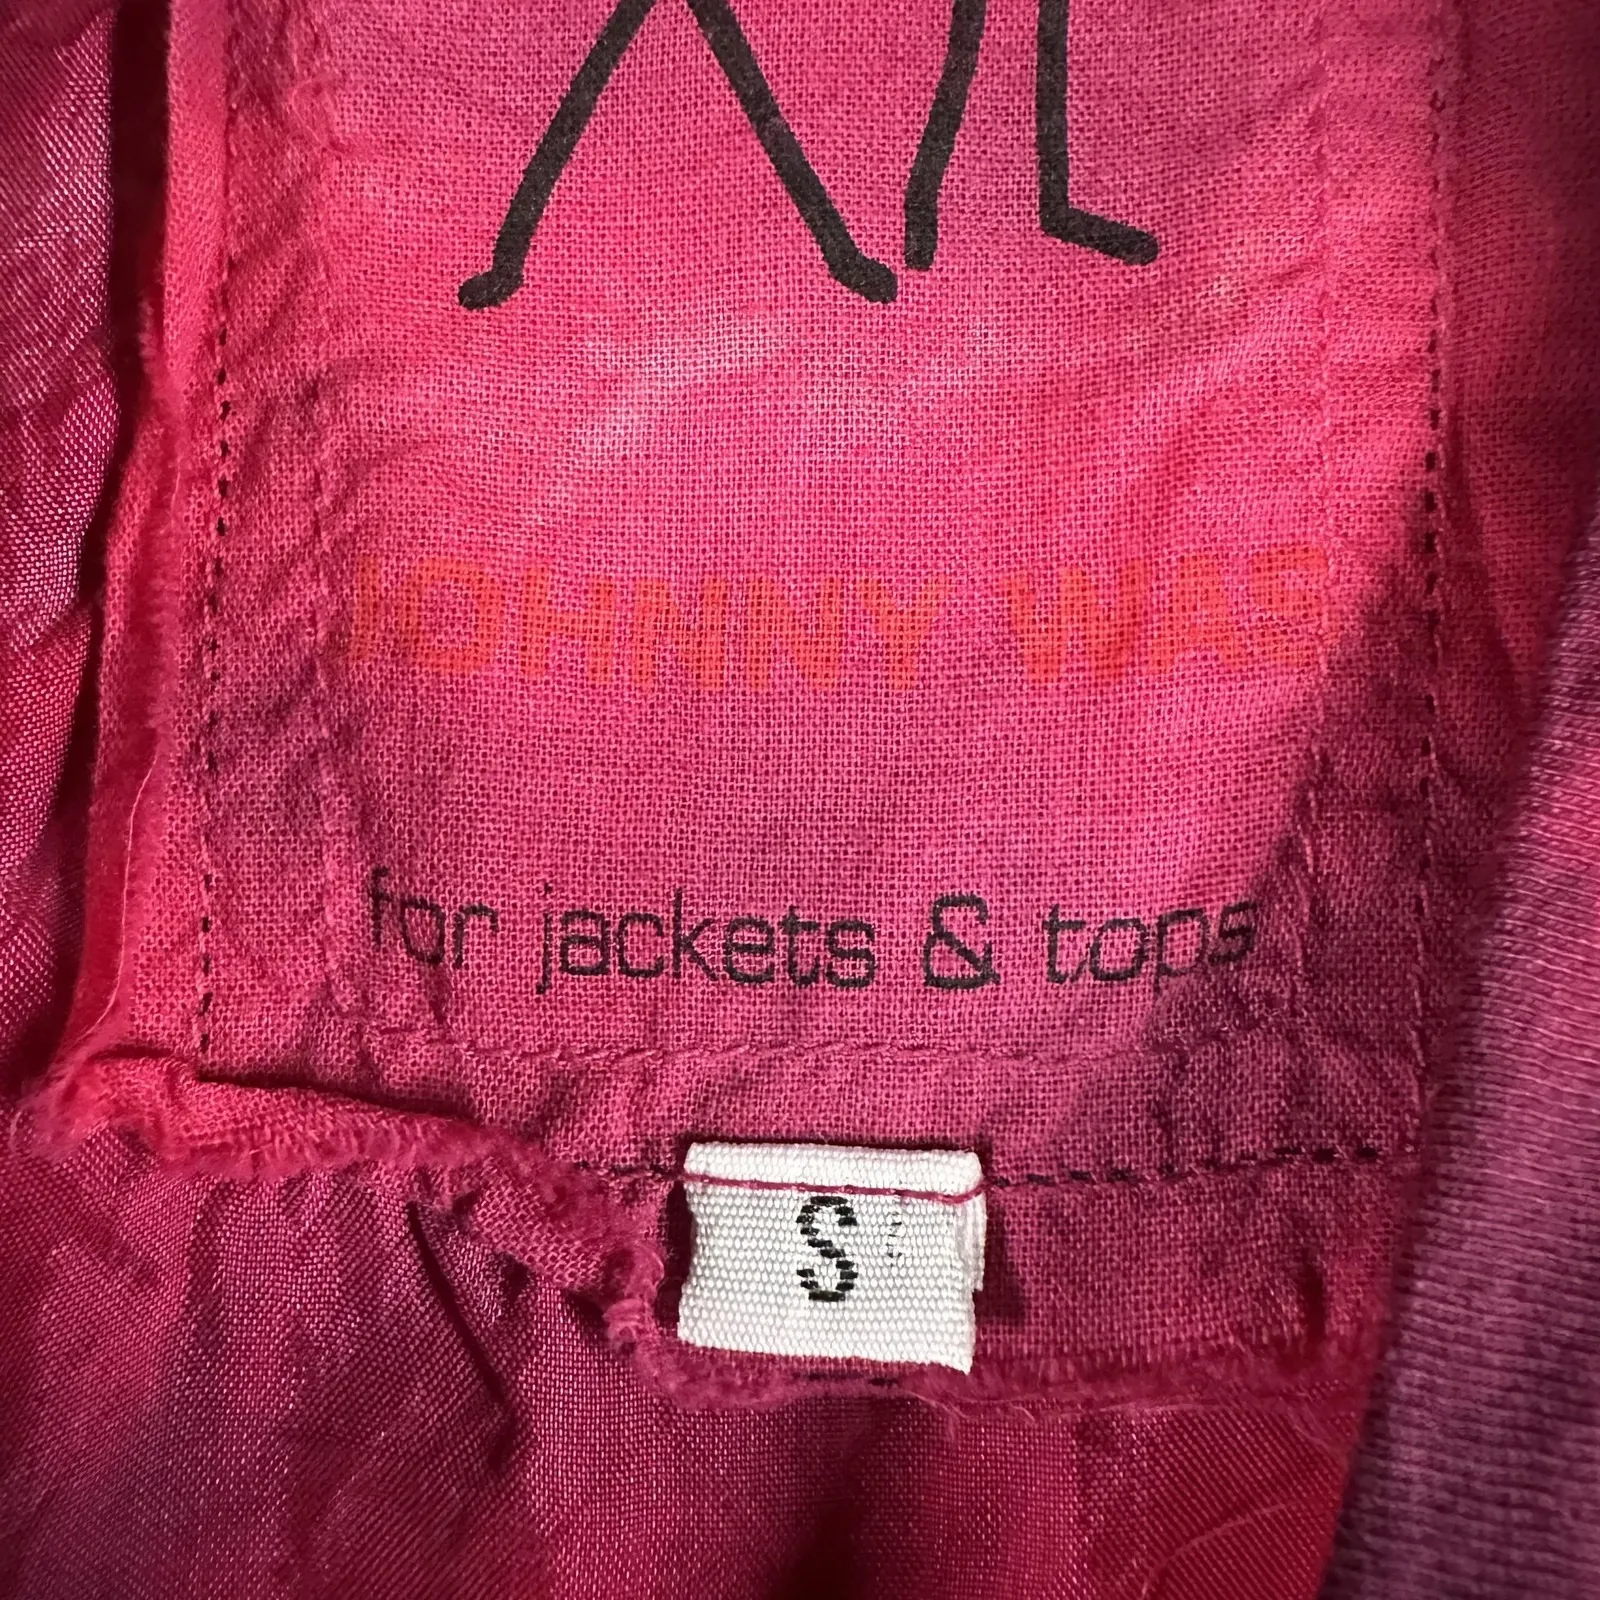 JOHNNY WAS
for jackets & tops
S